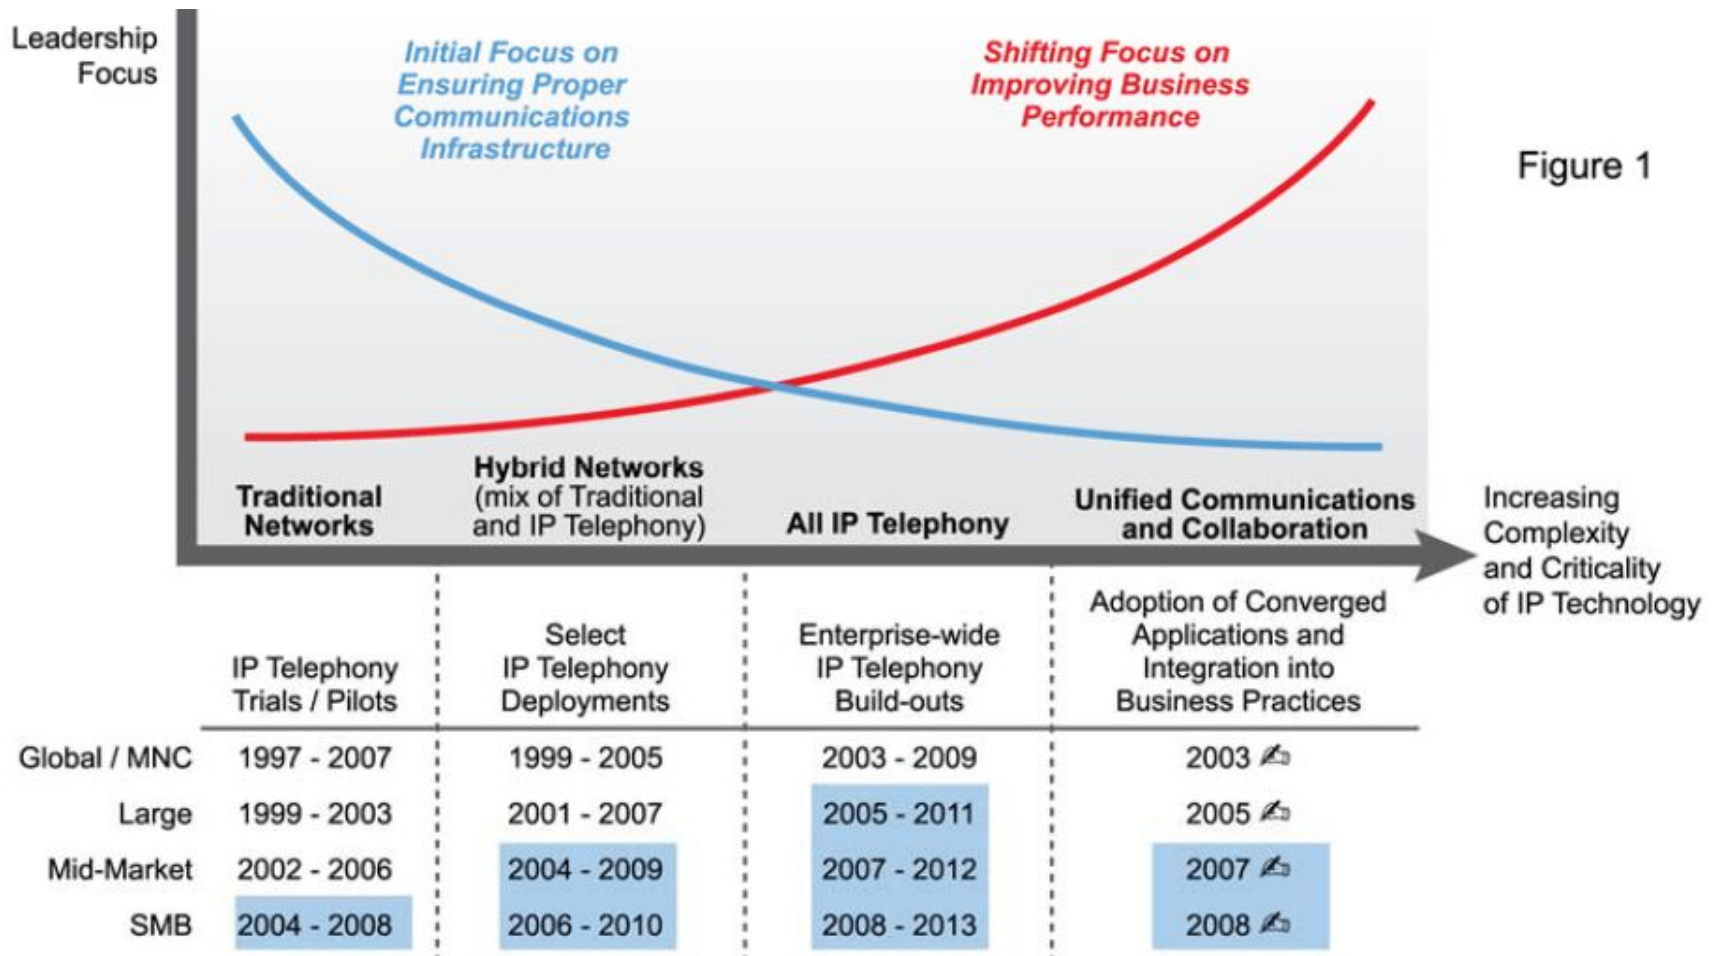 Leadership
Focus
Initial Focus on
Ensuring Proper
Communications
Infrastructure
Shifting Focus on
Improving Business
Performance
Figure 1
Traditional
Networks
Hybrid Networks
(mix of Traditional
and IP Telephony)
All IP Telephony
Unified Communications
and Collaboration
Increasing
Complexity
and Criticality
of IP Technology
IP Telephony
Trials / Pilots
Select
IP Telephony
Deployments
Enterprise-wide
IP Telephony
Build-outs
Adoption of Converged
Applications and
Integration into
Business Practices
Global / MNC 1997 - 2007 1999 - 2005 2003 - 2009 2003 ✍
Large 1999 - 2003 2001 - 2007 2005 - 2011 2005 ✍
Mid-Market 2002 - 2006 2004 - 2009 2007 - 2012 2007 ✍
SMB 2004 - 2008 2006 - 2010 2008 - 2013 2008 ✍